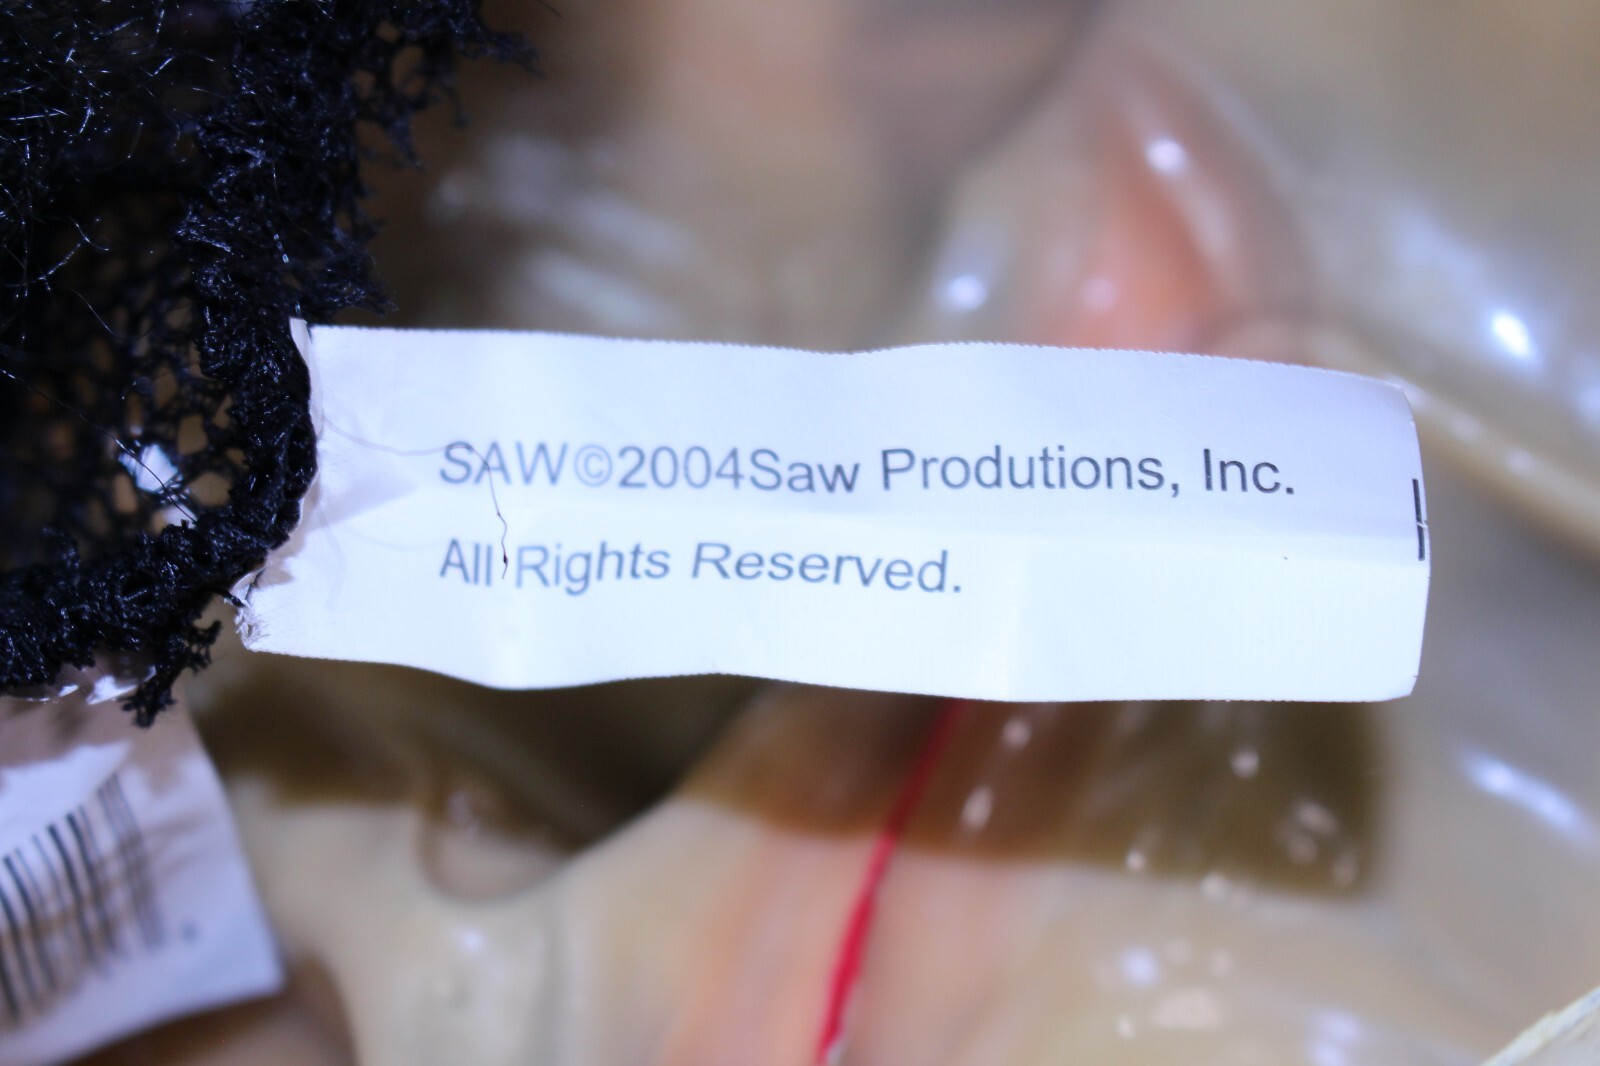 SAW©2004Saw Produtions, Inc.
All Rights Reserved.